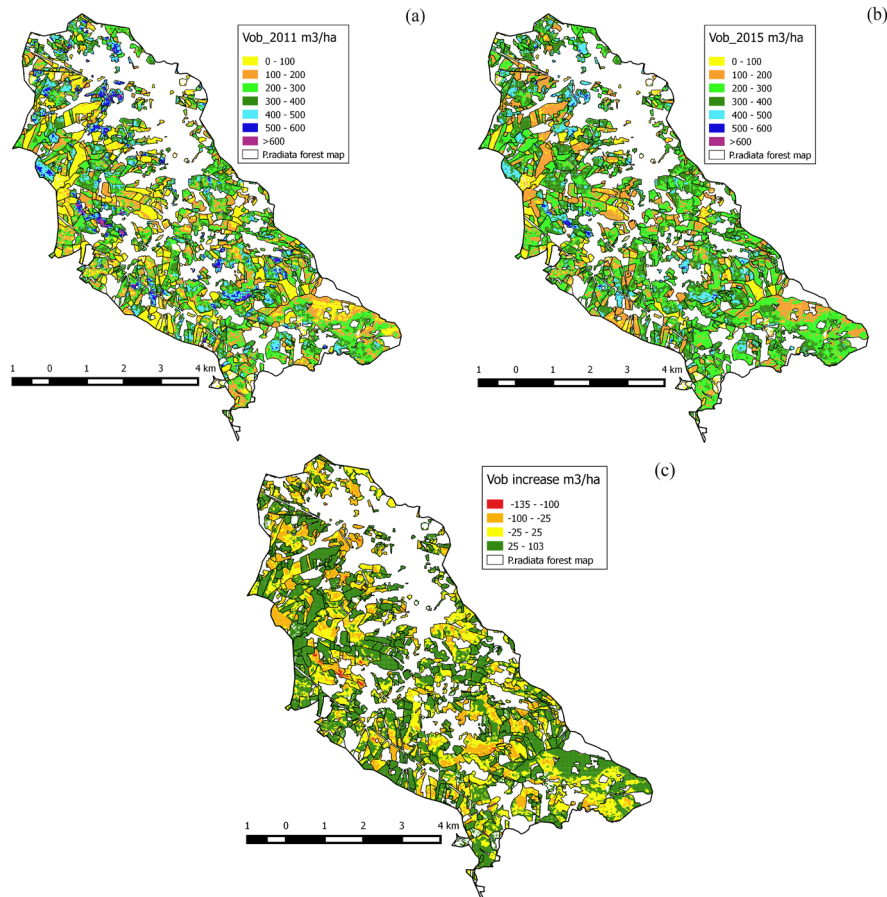 (a)
Vob_2011 m3/ha
0 - 100
100 - 200
200 - 300
300 - 400
400 - 500
500 - 600
>600
P.radiata forest map
1 0 1 2 3 4 km
(b)
Vob_2015 m3/ha
0 - 100
100 - 200
200 - 300
300 - 400
400 - 500
500 - 600
>600
P.radiata forest map
1 0 1 2 3 4 km
(c)
Vob increase m3/ha
-135 - -100
-100 - -25
-25 - 25
25 - 103
P.radiata forest map
1 0 1 2 3 4 km